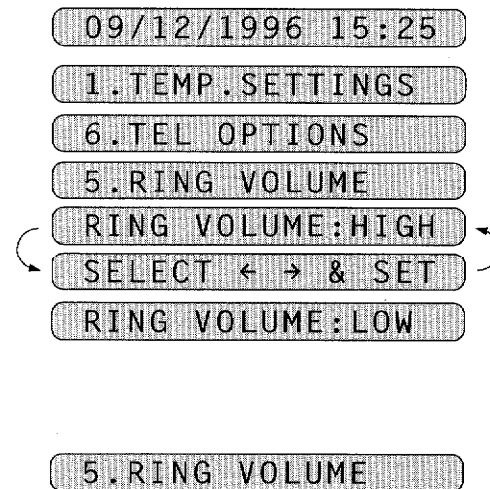 09/12/1996 15:25
1.TEMP.SETTINGS
6.TEL OPTIONS
5.RING VOLUME
RING VOLUME:HIGH
SELECT ← → & SET
RING VOLUME:LOW
5.RING VOLUME